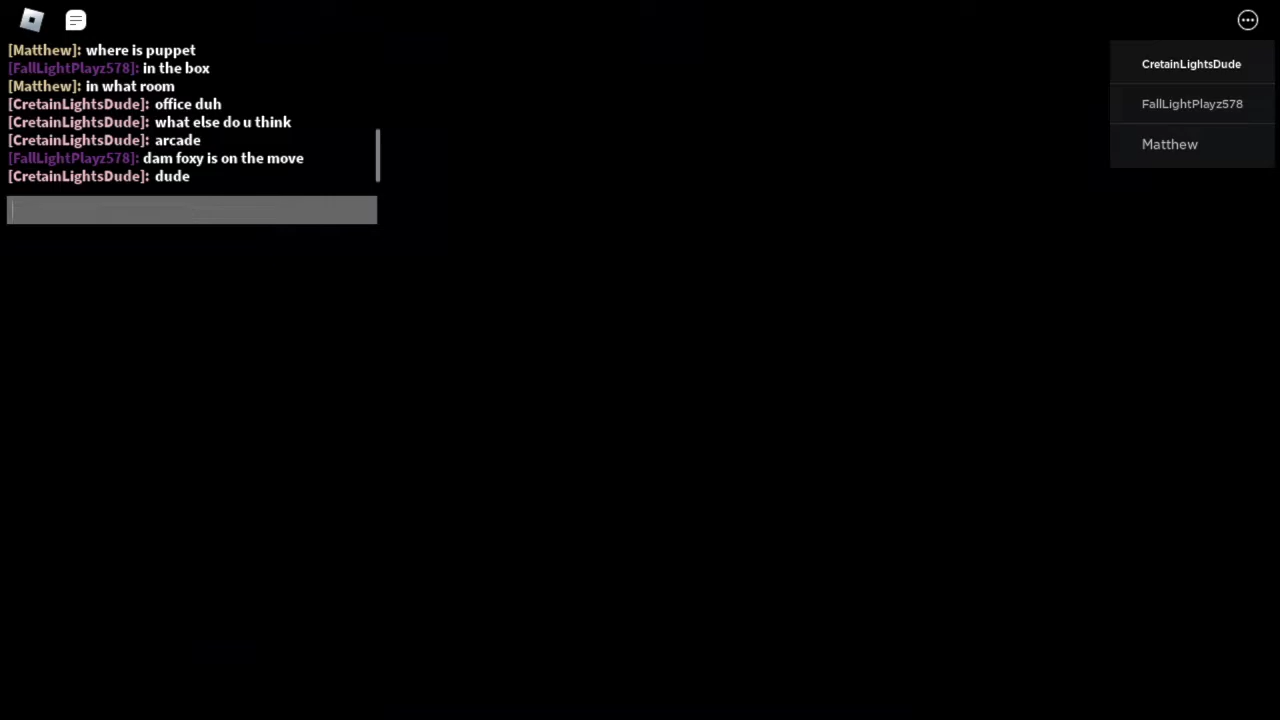 [Matthew]: where is puppet
[FallLightPlayz578]: in the box
[Matthew]: in what room
[CretainLightsDude]: office duh
[CretainLightsDude]: what else do u think
[CretainLightsDude]: arcade
[FallLightPlayz578]: dam foxy is on the move
[CretainLightsDude]: dude
CretainLightsDude
FallLightPlayz578
Matthew